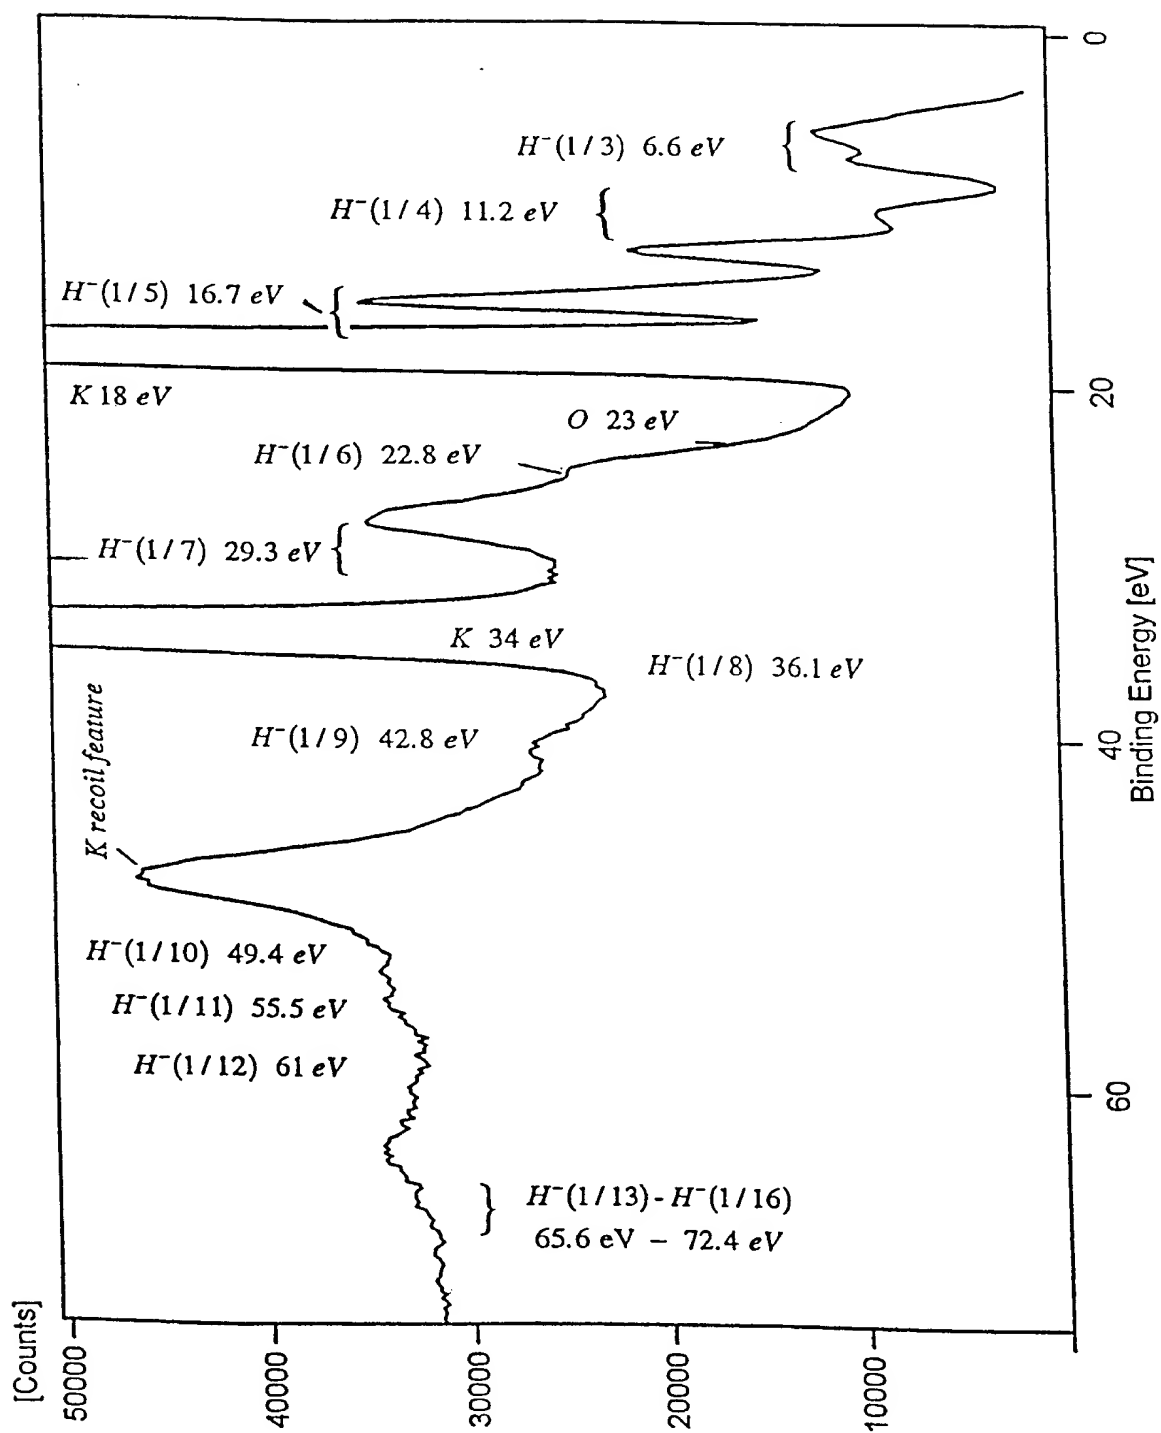 0
H⁻(1/3) 6.6 eV
H⁻(1/4) 11.2 eV
H⁻(1/5) 16.7 eV
K 18 eV
20
O 23 eV
H⁻(1/6) 22.8 eV
H⁻(1/7) 29.3 eV
K 34 eV
H⁻(1/8) 36.1 eV
H⁻(1/9) 42.8 eV
40
Binding Energy [eV]
K recoil feature
H⁻(1/10) 49.4 eV
H⁻(1/11) 55.5 eV
H⁻(1/12) 61 eV
60
H⁻(1/13) - H⁻(1/16)
65.6 eV – 72.4 eV
[Counts]
50000
40000
30000
20000
10000